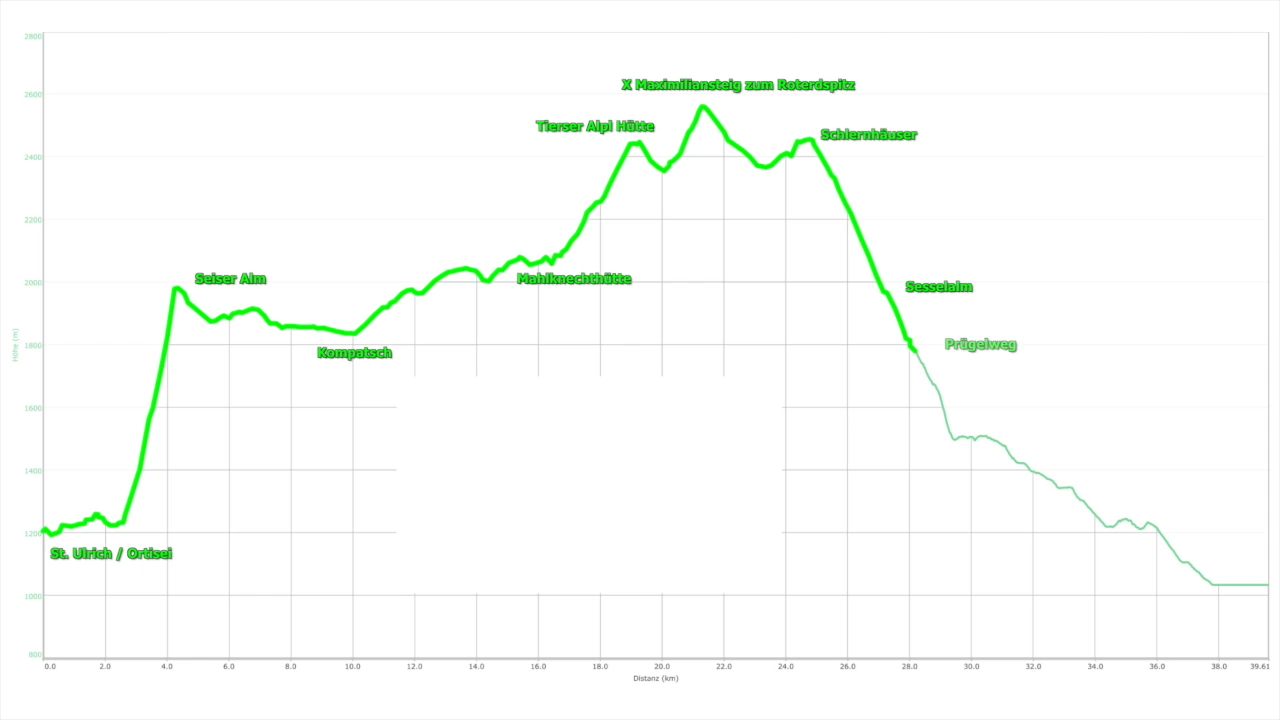 2800
2600
X Maximiliansteig zum Roterdspitz
Tierser Alpl Hütte
Schlernhäuser
2400
2200
Seiser Alm
Mahlknechthütte
2000
Sesselalm
Höhe (m)
1800
Kompatsch
Prügelweg
1600
1400
1200
St. Ulrich / Ortisei
1000
800
0.0 2.0 4.0 6.0 8.0 10.0 12.0 14.0 16.0 18.0 20.0 22.0 24.0 26.0 28.0 30.0 32.0 34.0 36.0 38.0 39.61
Distanz (km)